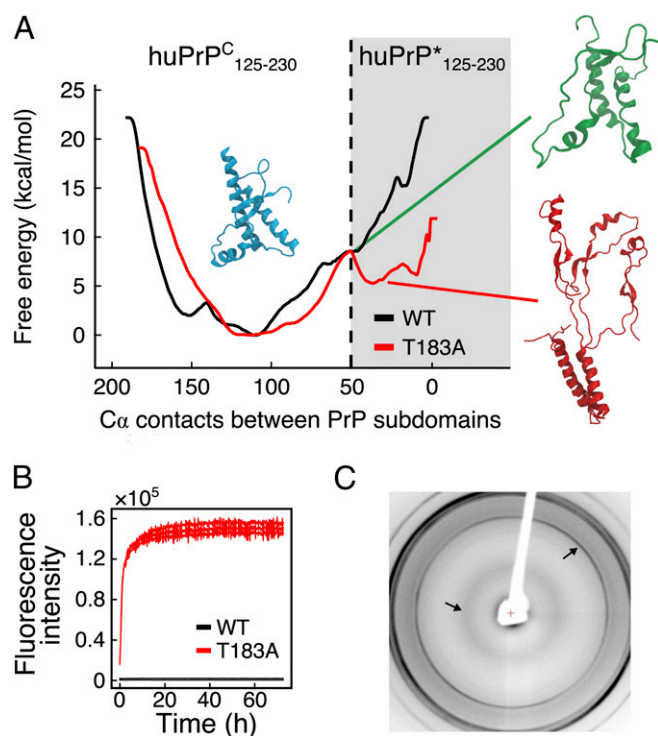 A
huPrP^C_125-230
huPrP*_125-230
Free energy (kcal/mol)
25
20
15
10
5
0
WT
T183A
200 150 100 50 0
Cα contacts between PrP subdomains
B
×10^5
Fluorescence
intensity
1.6
1.2
0.8
0.4
0
WT
T183A
0 20 40 60
Time (h)
C